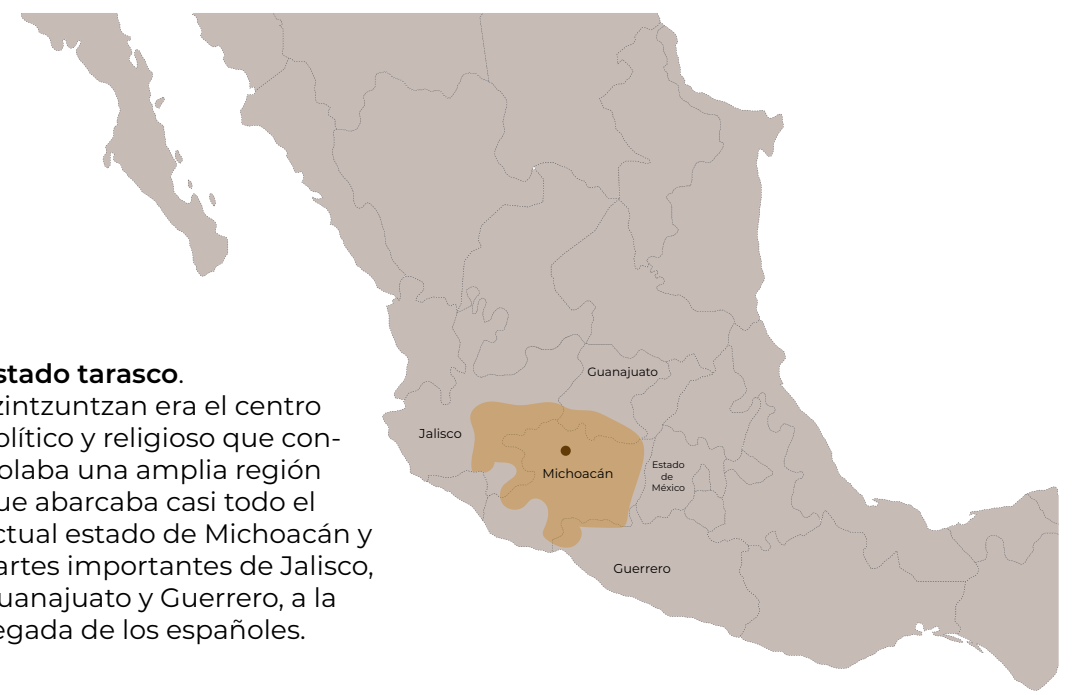 stado tarasco.
zintzuntzan era el centro
olítico y religioso que con-
olaba una amplia región
ue abarcaba casi todo el
ctual estado de Michoacán y
artes importantes de Jalisco,
uanajuato y Guerrero, a la
egada de los españoles.
Guanajuato
Jalisco
Michoacán
Estado
de
México
Guerrero